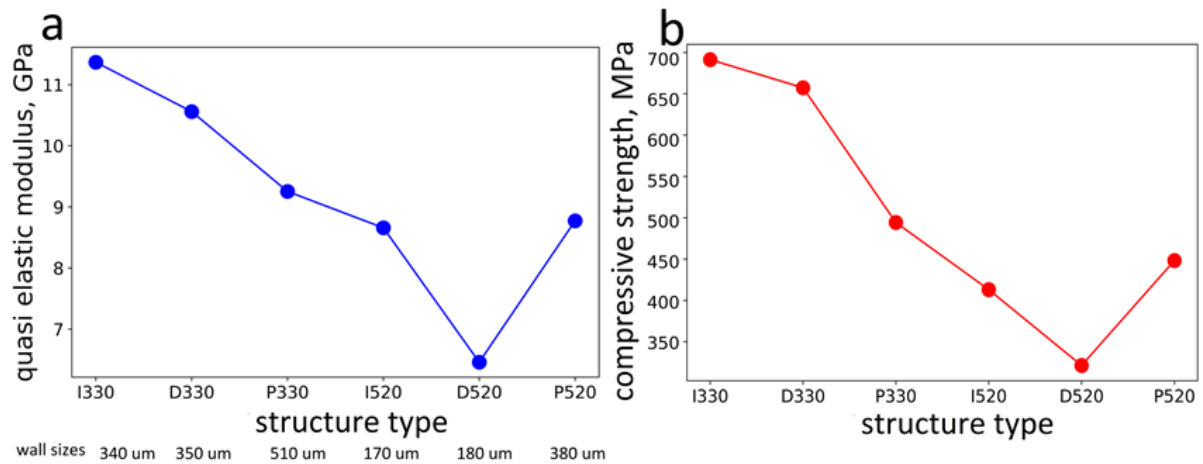 a
quasi elastic modulus, GPa
11
10
9
8
7
I330 D330 P330 I520 D520 P520
structure type
wall sizes 340 um 350 um 510 um 170 um 180 um 380 um
b
compressive strength, MPa
700
650
600
550
500
450
400
350
I330 D330 P330 I520 D520 P520
structure type